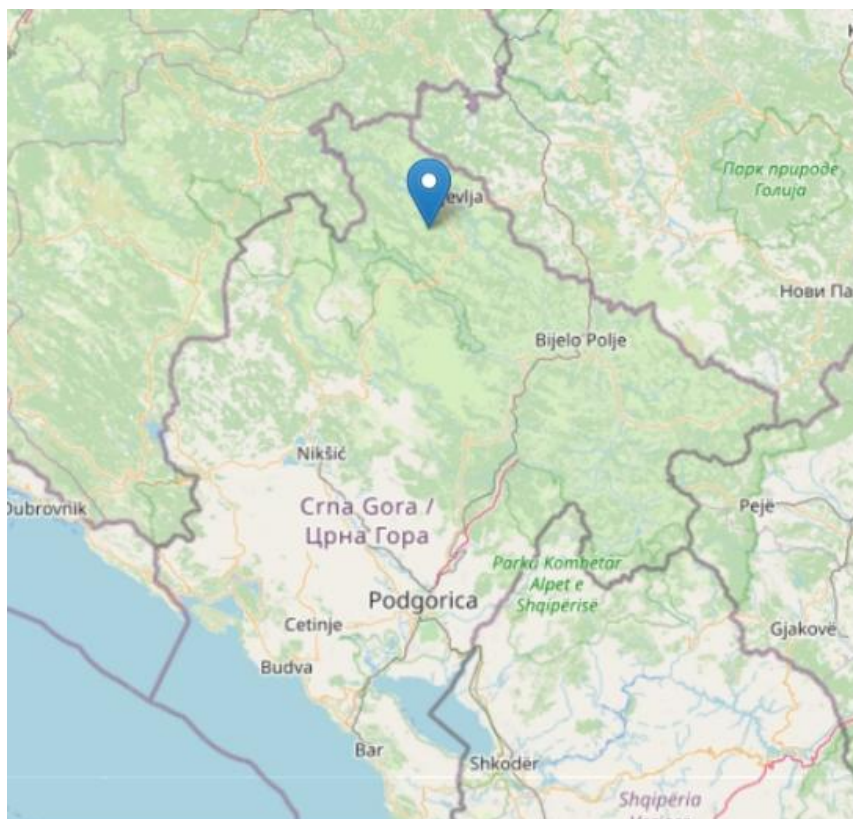 Парк природе
Голија
evlja
Нови Па
Bijelo Polje
Nikšić
Dubrovnik
Crna Gora /
Црна Гора
Pejë
Parku Kombëtar
Alpet e
Shqipërisë
Podgorica
Cetinje
Gjakovë
Budva
Bar
Shkodër
Shqipëria